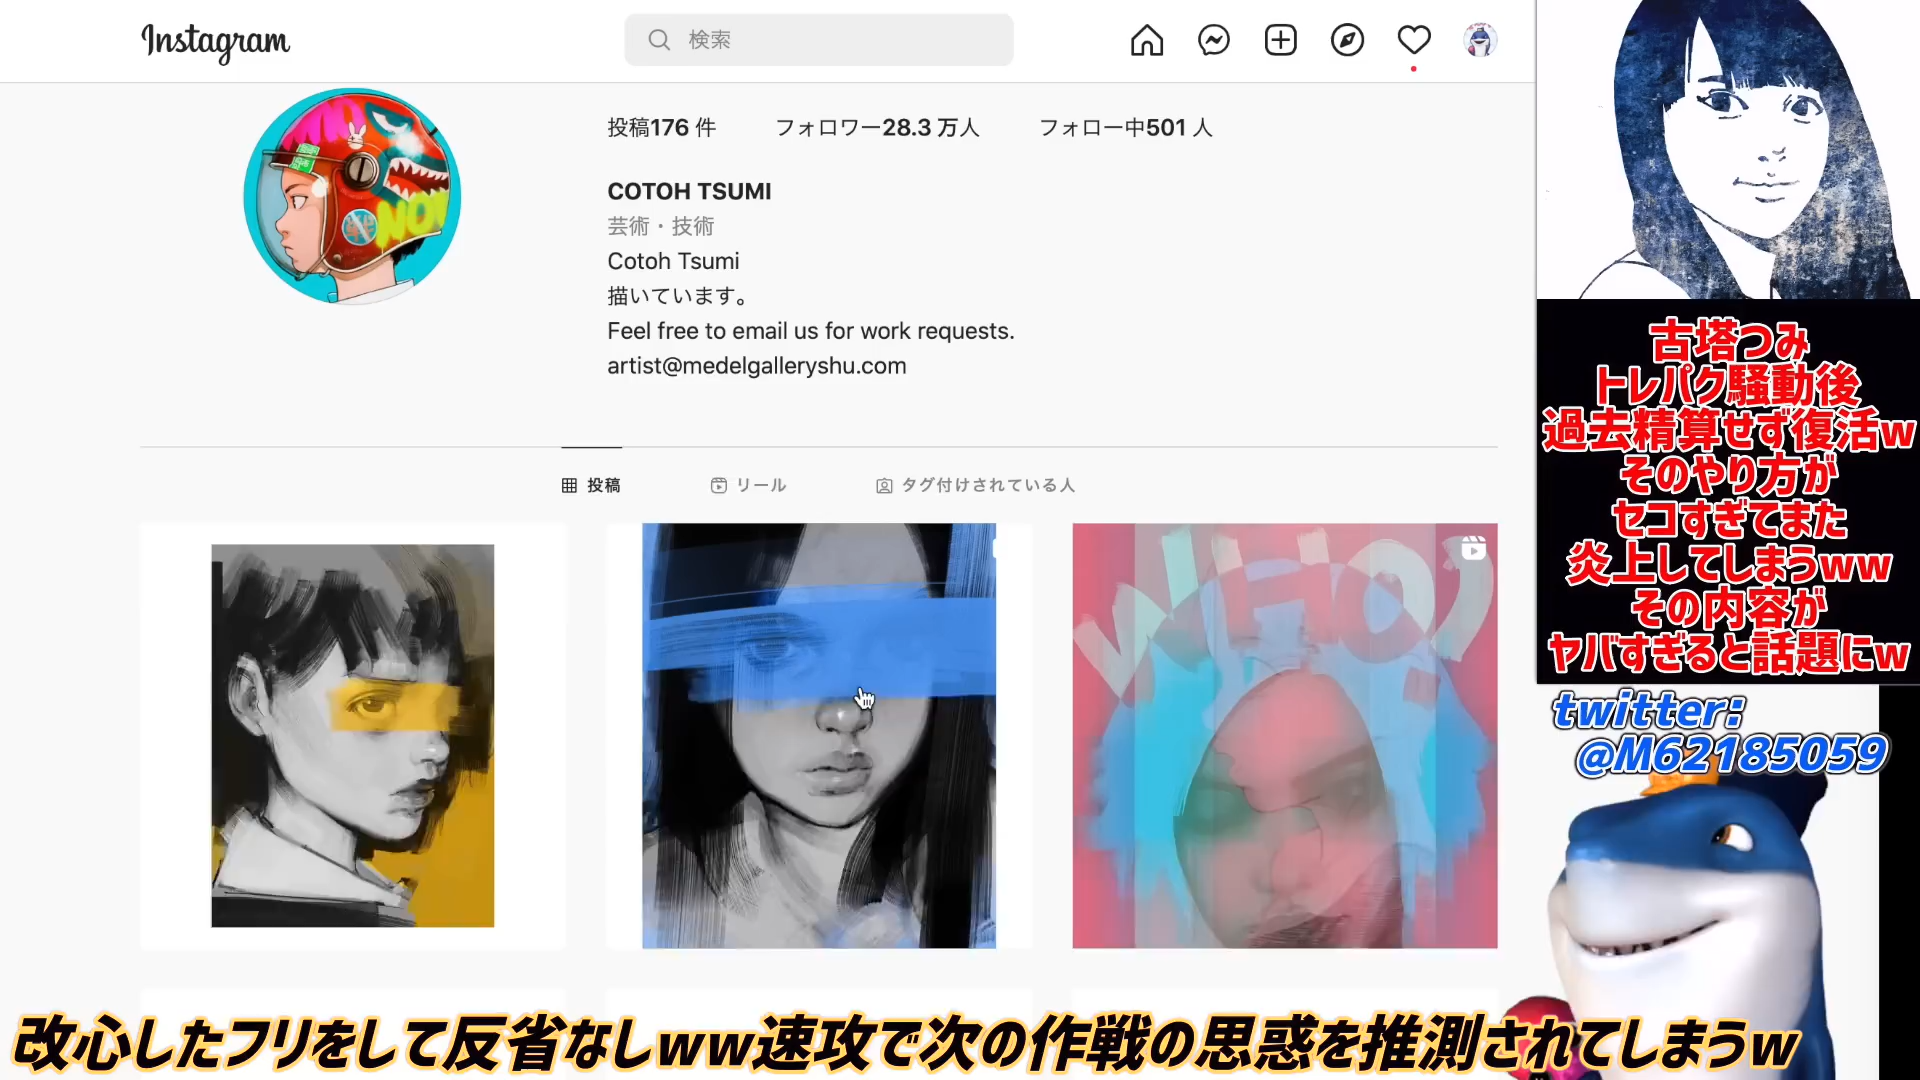 Instagram
検索
投稿176 件
フォロワー28.3 万人
フォロー中501 人
COTOH TSUMI
芸術・技術
Cotoh Tsumi
描いています。
Feel free to email us for work requests.
artist@medelgalleryshu.com
投稿
リール
タグ付けされている人
WHO?
古塔つみ
トレパク騒動後
過去精算せず復活w
そのやり方が
セコすぎてまた
炎上してしまうww
その内容が
ヤバすぎると話題にw
twitter:
@M62185059
改心したフリをして反省なしww速攻で次の作戦の思惑を推測されてしまうw